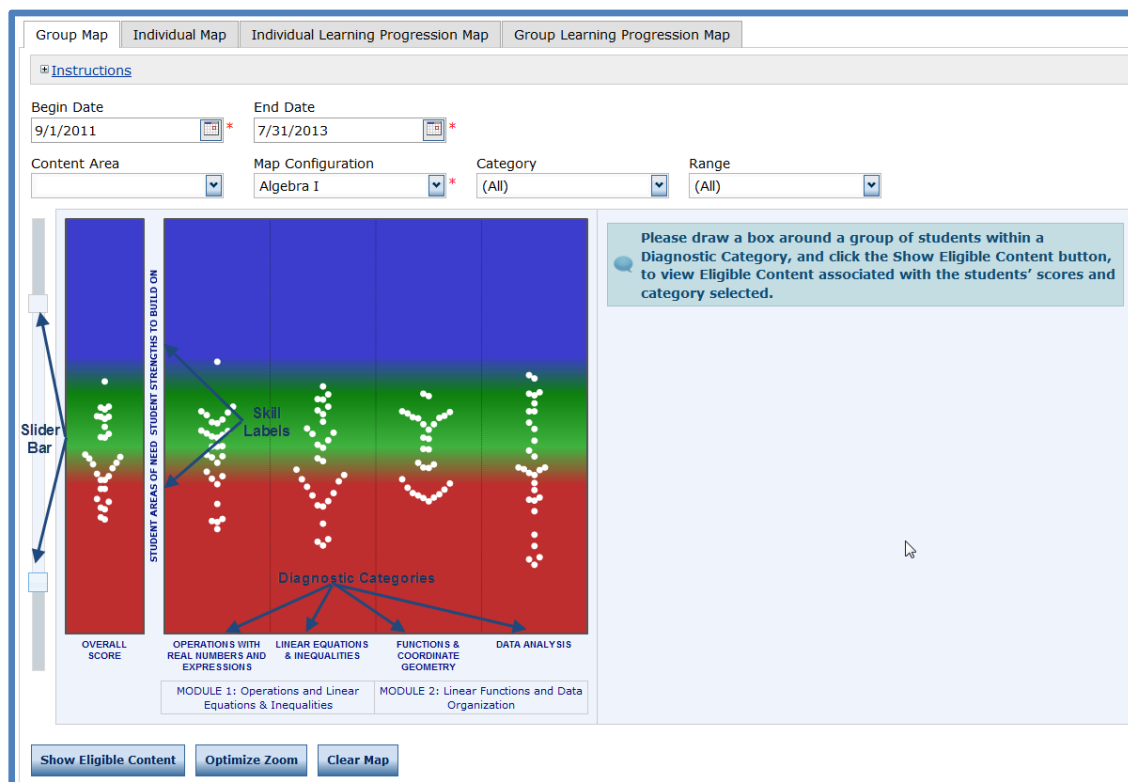 Group Map
Individual Map
Individual Learning Progression Map
Group Learning Progression Map
Instructions
Begin Date
End Date
9/1/2011
*
7/31/2013
*
Content Area
Map Configuration
Category
Range
Algebra I
*
(All)
(All)
Please draw a box around a group of students within a
Diagnostic Category, and click the Show Eligible Content button,
to view Eligible Content associated with the students' scores and
category selected.
STUDENT AREAS OF NEED STUDENT STRENGTHS TO BUILD ON
Slider
Bar
Skill
Labels
Diagnostic Categories
OVERALL
SCORE
OPERATIONS WITH
REAL NUMBERS AND
EXPRESSIONS
LINEAR EQUATIONS
& INEQUALITIES
FUNCTIONS &
COORDINATE
GEOMETRY
DATA ANALYSIS
MODULE 1: Operations and Linear
Equations & Inequalities
MODULE 2: Linear Functions and Data
Organization
Show Eligible Content
Optimize Zoom
Clear Map